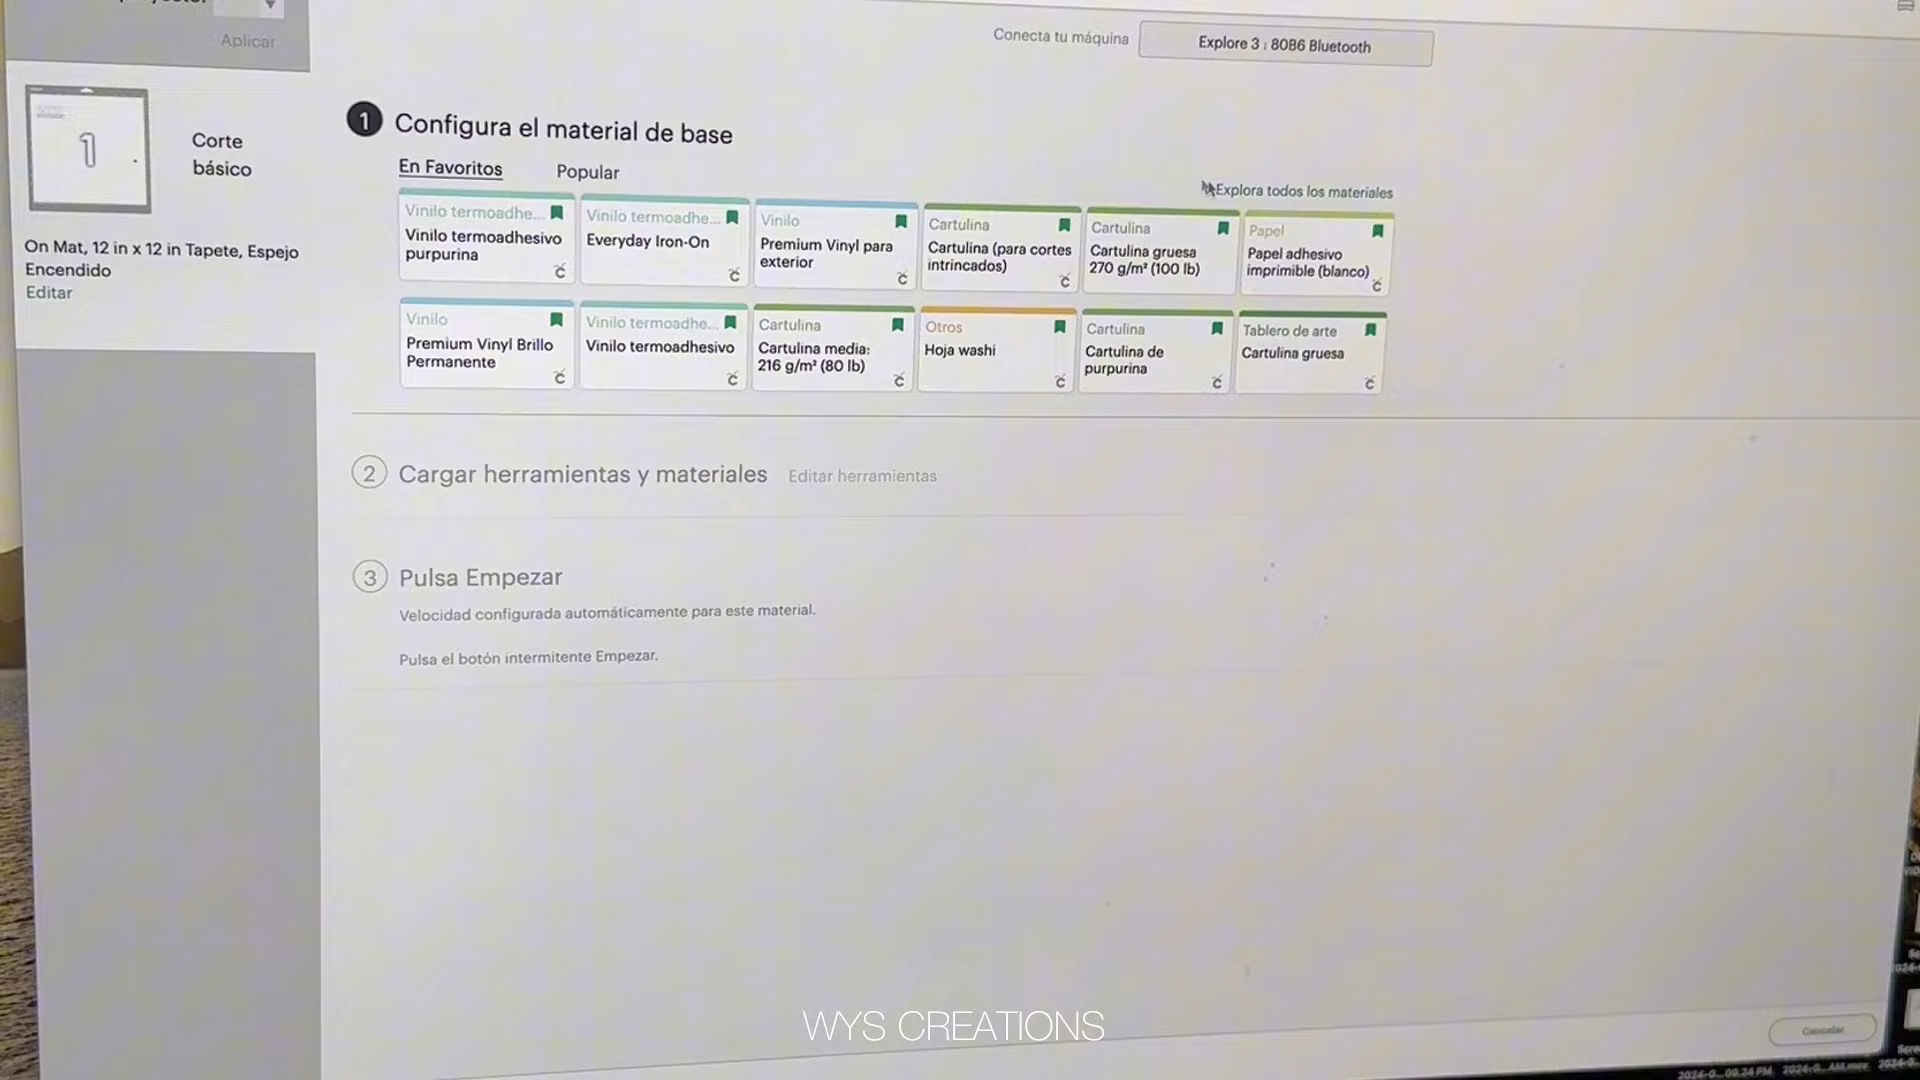 Aplicar
Conecta tu máquina
Explore 3 : 80B6 Bluetooth
1
Corte
básico
On Mat, 12 in x 12 in Tapete, Espejo
Encendido
Editar
1 Configura el material de base
En Favoritos
Popular
Explora todos los materiales
Vinilo termoadhe...
Vinilo termoadhesivo
purpurina
Vinilo termoadhe...
Everyday Iron-On
Vinilo
Premium Vinyl para
exterior
Cartulina
Cartulina (para cortes
intrincados)
Cartulina
Cartulina gruesa
270 g/m² (100 lb)
Papel
Papel adhesivo
imprimible (blanco)
Vinilo
Premium Vinyl Brillo
Permanente
Vinilo termoadhe...
Vinilo termoadhesivo
Cartulina
Cartulina media:
216 g/m² (80 lb)
Otros
Hoja washi
Cartulina
Cartulina de
purpurina
Tablero de arte
Cartulina gruesa
2 Cargar herramientas y materiales Editar herramientas
3 Pulsa Empezar
Velocidad configurada automáticamente para este material.
Pulsa el botón intermitente Empezar.
WYS CREATIONS
Cancelar